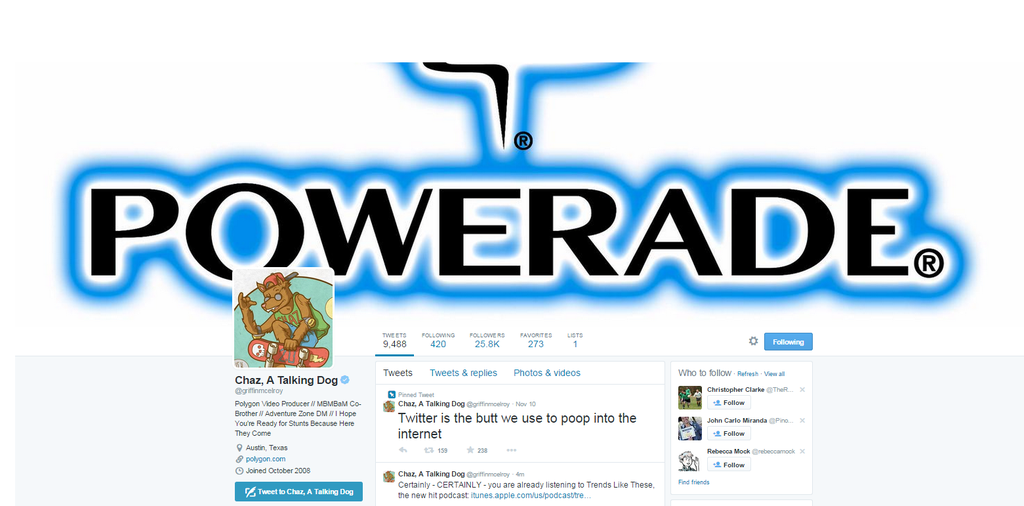 ®
POWERADE®
TWEETS
9,488
FOLLOWING
420
FOLLOWERS
25.8K
FAVORITES
273
LISTS
1
Following
Chaz, A Talking Dog
@griffinmcelroy
Polygon Video Producer // MBMBaM Co-
Brother // Adventure Zone DM // I Hope
You're Ready for Stunts Because Here
They Come
Austin, Texas
polygon.com
Joined October 2008
Tweet to Chaz, A Talking Dog
Tweets Tweets & replies Photos & videos
Pinned Tweet
Chaz, A Talking Dog @griffinmcelroy · Nov 10
Twitter is the butt we use to poop into the
internet
159 238
Chaz, A Talking Dog @griffinmcelroy · 4m
Certainly - CERTAINLY - you are already listening to Trends Like These,
the new hit podcast: itunes.apple.com/us/podcast/tre…
Who to follow · Refresh · View all
Christopher Clarke @TheR...
Follow
John Carlo Miranda @Pino...
Follow
Rebecca Mock @rebeccamock
Follow
Find friends